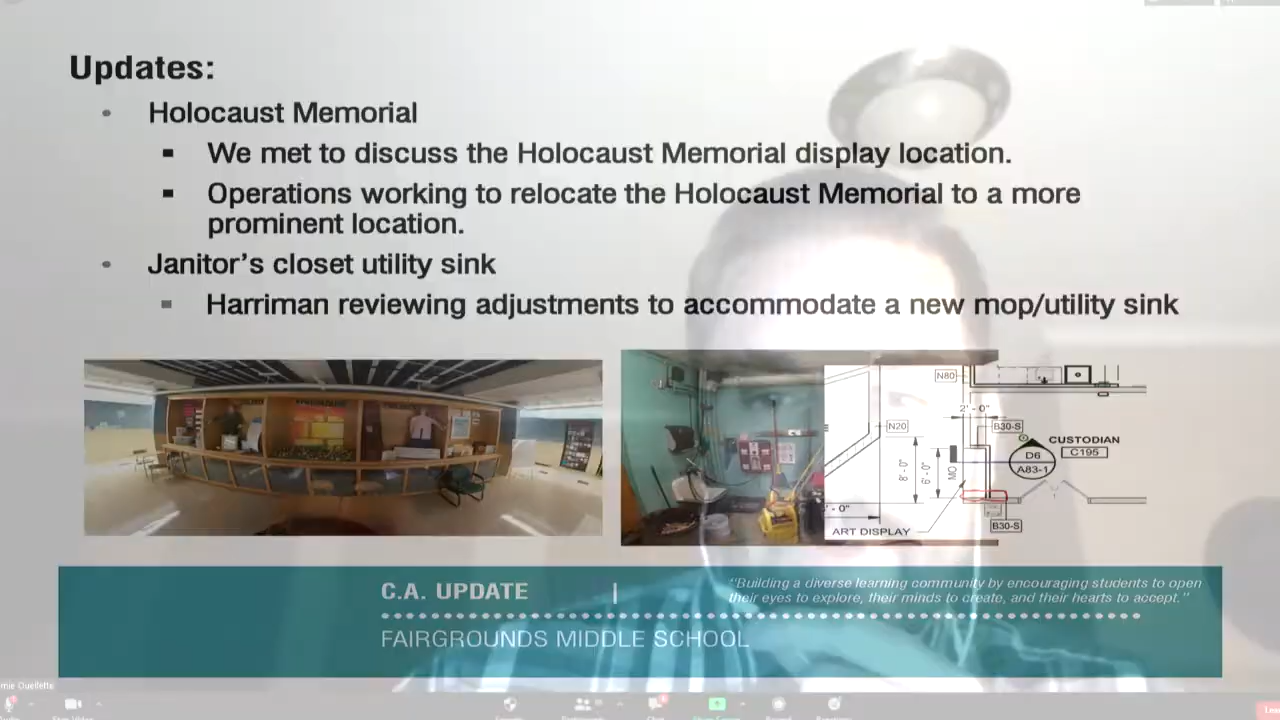 Updates:
• Holocaust Memorial
▪ We met to discuss the Holocaust Memorial display location.
▪ Operations working to relocate the Holocaust Memorial to a more
prominent location.
• Janitor's closet utility sink
▪ Harriman reviewing adjustments to accommodate a new mop/utility sink
N80
2' - 0"
N20
B30-S
CUSTODIAN
C195
D6
A83-1
8' - 0"
6' - 0"
MO
' - 0"
ART DISPLAY
B30-S
C.A. UPDATE |
"Building a diverse learning community by encouraging students to open
their eyes to explore, their minds to create, and their hearts to accept."
FAIRGROUNDS MIDDLE SCHOOL
mie Ouellette